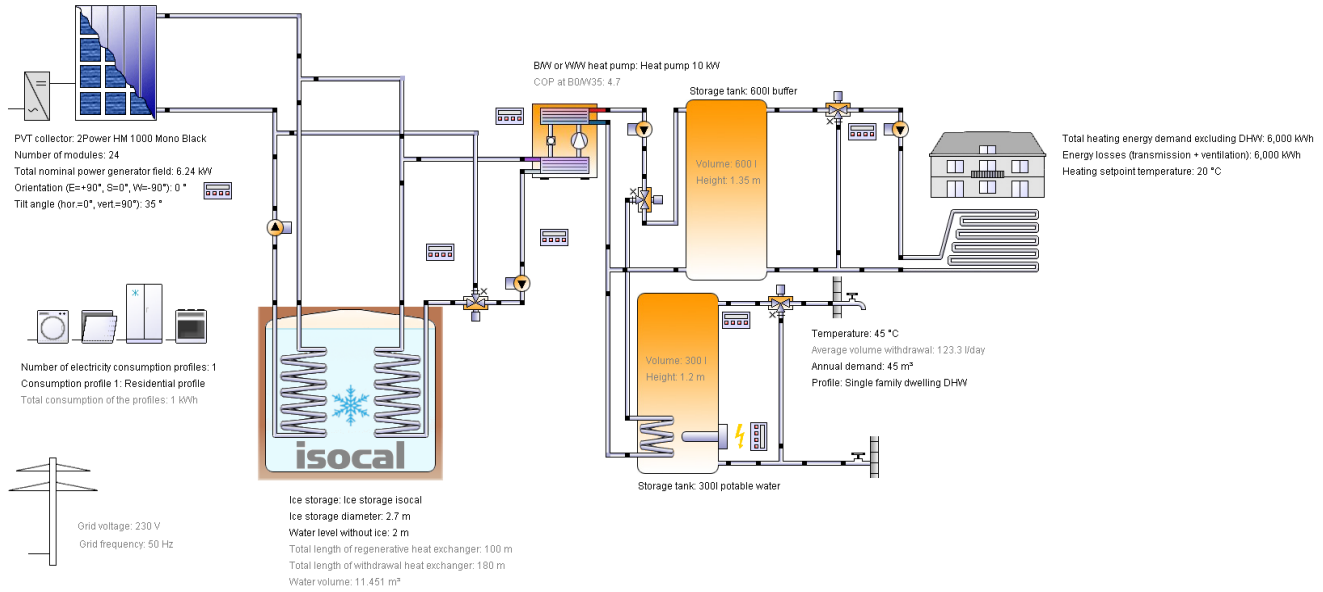 B/W or W/W heat pump: Heat pump 10 kW
COP at B0/W35: 4.7
Storage tank: 600l buffer
Volume: 600 l
Height: 1.35 m
PVT collector: 2Power HM 1000 Mono Black
Number of modules: 24
Total nominal power generator field: 6.24 kW
Orientation (E=+90°, S=0°, W=-90°): 0 °
Tilt angle (hor.=0°, vert.=90°): 35 °
Total heating energy demand excluding DHW: 6,000 kWh
Energy losses (transmission + ventilation): 6,000 kWh
Heating setpoint temperature: 20 °C
Number of electricity consumption profiles: 1
Consumption profile 1: Residential profile
Total consumption of the profiles: 1 kWh
isocal
Volume: 300 l
Height: 1.2 m
Storage tank: 300l potable water
Temperature: 45 °C
Average volume withdrawal: 123.3 l/day
Annual demand: 45 m³
Profile: Single family dwelling DHW
Grid voltage: 230 V
Grid frequency: 50 Hz
Ice storage: Ice storage isocal
Ice storage diameter: 2.7 m
Water level without ice: 2 m
Total length of regenerative heat exchanger: 100 m
Total length of withdrawal heat exchanger: 180 m
Water volume: 11.451 m³